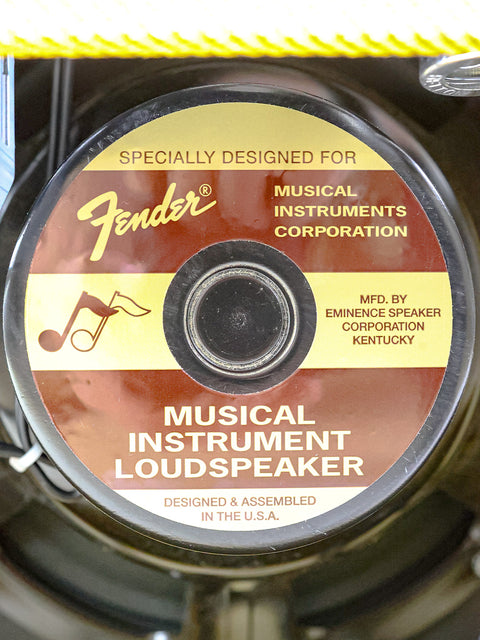 SPECIALLY DESIGNED FOR
Fender®
MUSICAL
INSTRUMENTS
CORPORATION
MFD. BY
EMINENCE SPEAKER
CORPORATION
KENTUCKY
MUSICAL
INSTRUMENT
LOUDSPEAKER
DESIGNED & ASSEMBLED
IN THE U.S.A.